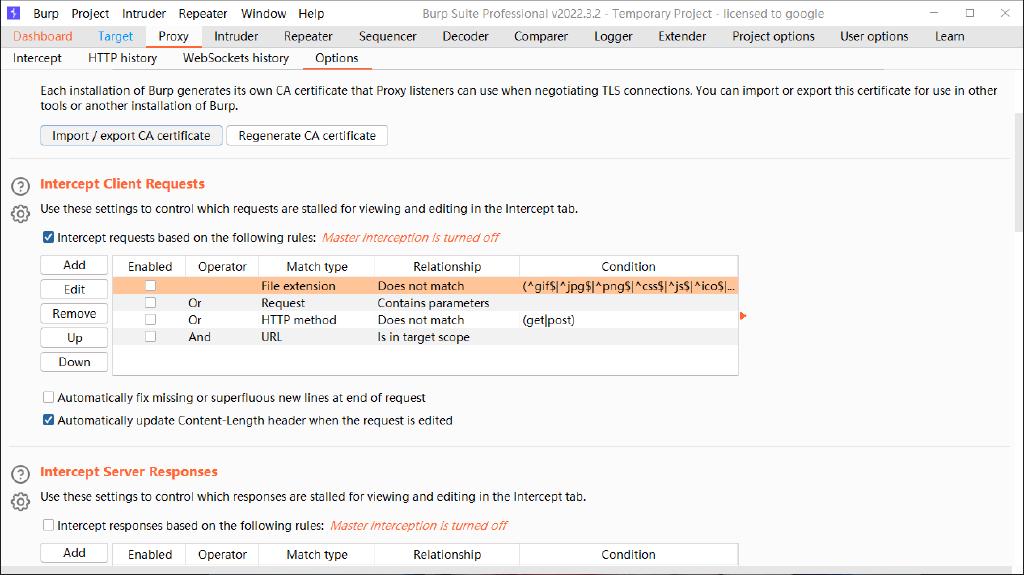 Burp Project Intruder Repeater Window Help Burp Suite Professional v2022.3.2 - Temporary Project - licensed to google
Dashboard Target Proxy Intruder Repeater Sequencer Decoder Comparer Logger Extender Project options User options Learn
Intercept HTTP history WebSockets history Options
Each installation of Burp generates its own CA certificate that Proxy listeners can use when negotiating TLS connections. You can import or export this certificate for use in other
tools or another installation of Burp.
Import / export CA certificate Regenerate CA certificate
Intercept Client Requests
Use these settings to control which requests are stalled for viewing and editing in the Intercept tab.
Intercept requests based on the following rules: Master interception is turned off
Add Enabled Operator Match type Relationship Condition
Edit File extension Does not match (^gif$|^jpg$|^png$|^css$|^js$|^ico$|...
Or Request Contains parameters
Remove Or HTTP method Does not match (get|post)
Up And URL Is in target scope
Down
Automatically fix missing or superfluous new lines at end of request
Automatically update Content-Length header when the request is edited
Intercept Server Responses
Use these settings to control which responses are stalled for viewing and editing in the Intercept tab.
Intercept responses based on the following rules: Master interception is turned off
Add Enabled Operator Match type Relationship Condition